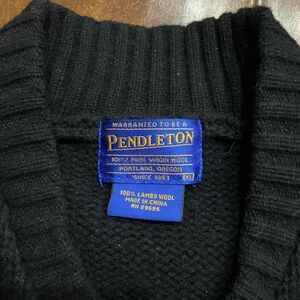 WARRANTED TO BE A
PENDLETON
100% PURE VIRGIN WOOL
PORTLAND, OREGON
SINCE 1863 XL
100% LAMBS WOOL
MADE IN CHINA
RN 29685